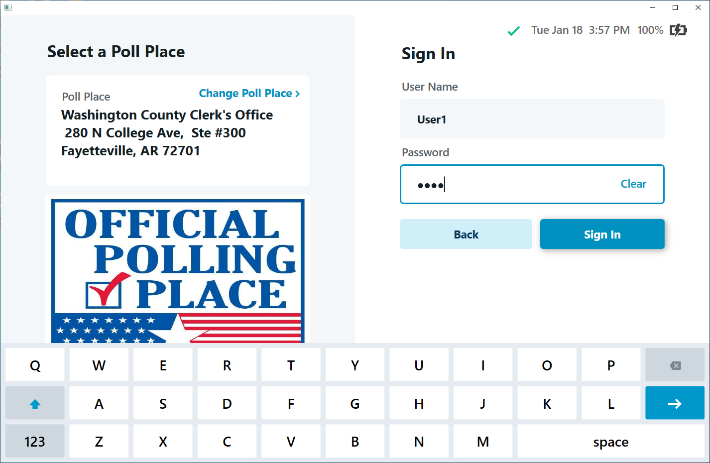 Tue Jan 18 3:57 PM 100%
Select a Poll Place
Poll Place
Change Poll Place >
Washington County Clerk's Office
280 N College Ave, Ste #300
Fayetteville, AR 72701
OFFICIAL
POLLING
PLACE
Sign In
User Name
User1
Password
••••
Clear
Back
Sign In
Q W E R T Y U I O P
A S D F G H J K L
123 Z X C V B N M space